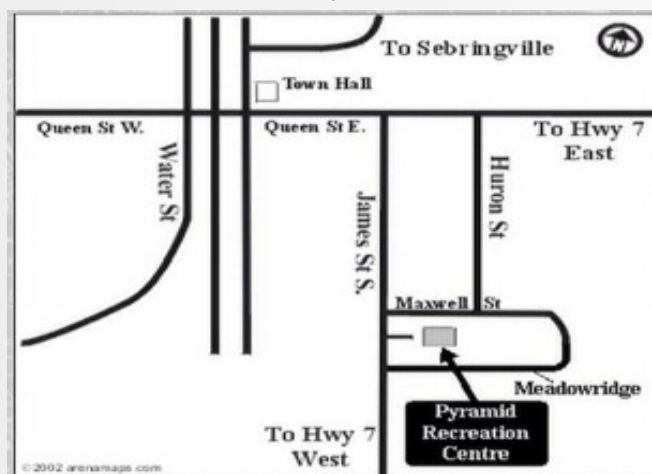 To Sebringville
N
Town Hall
Queen St W.
Queen St E.
To Hwy 7
East
Water St
James St S.
Huron St
Maxwell St
Meadowridge
Pyramid
Recreation
Centre
To Hwy 7
West
©2002 arenamaps com